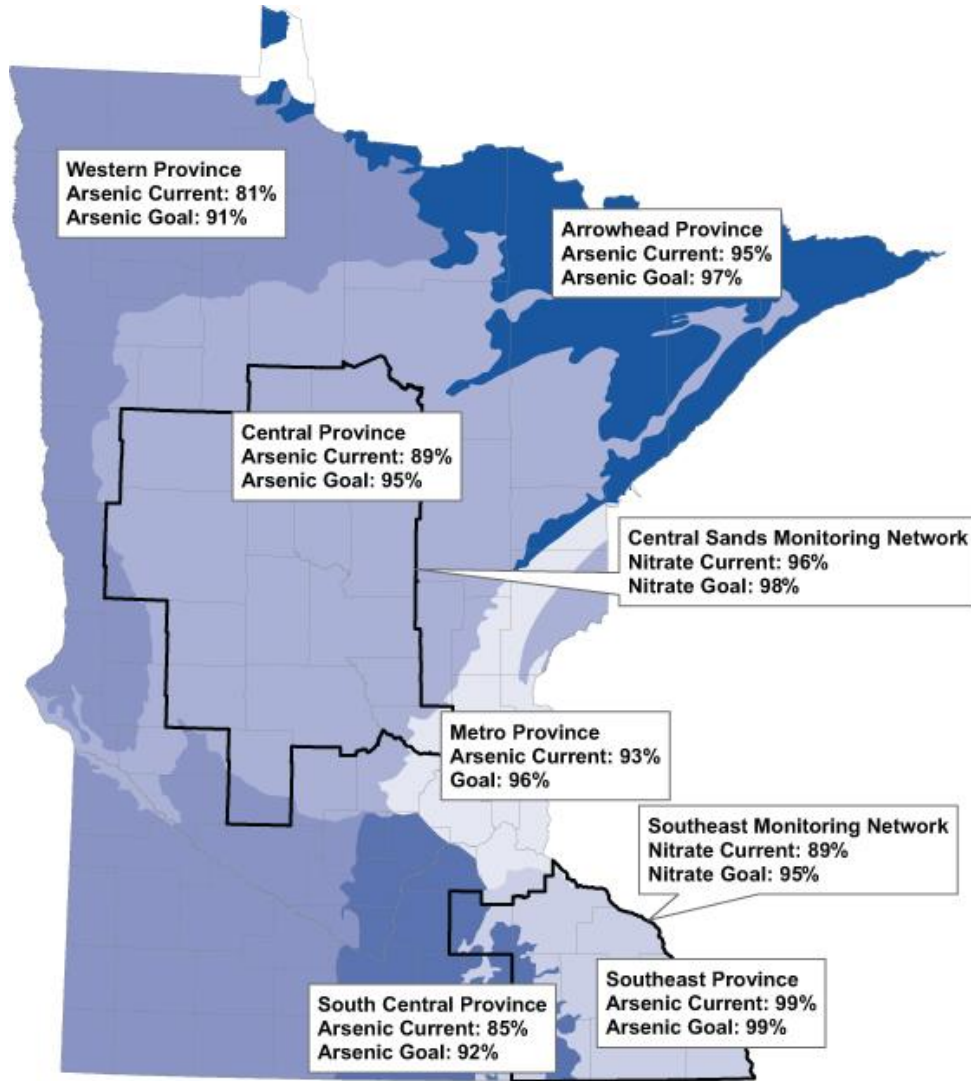 Western Province
Arsenic Current: 81%
Arsenic Goal: 91%
Arrowhead Province
Arsenic Current: 95%
Arsenic Goal: 97%
Central Province
Arsenic Current: 89%
Arsenic Goal: 95%
Central Sands Monitoring Network
Nitrate Current: 96%
Nitrate Goal: 98%
Metro Province
Arsenic Current: 93%
Goal: 96%
Southeast Monitoring Network
Nitrate Current: 89%
Nitrate Goal: 95%
Southeast Province
Arsenic Current: 99%
Arsenic Goal: 99%
South Central Province
Arsenic Current: 85%
Arsenic Goal: 92%